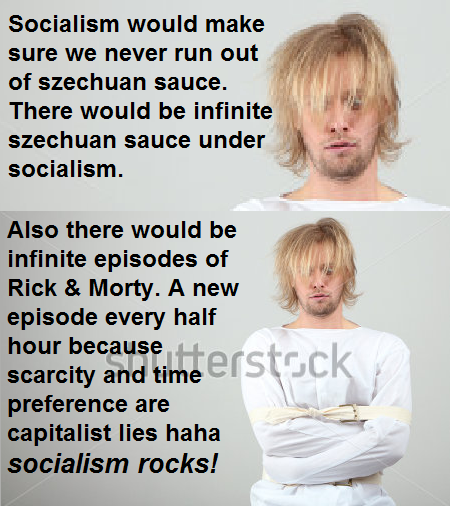 Socialism would make
sure we never run out
of szechuan sauce.
There would be infinite
szechuan sauce under
socialism.
Also there would be
infinite episodes of
Rick & Morty. A new
episode every half
hour because
shutterstock
scarcity and time
preference are
capitalist lies haha
socialism rocks!